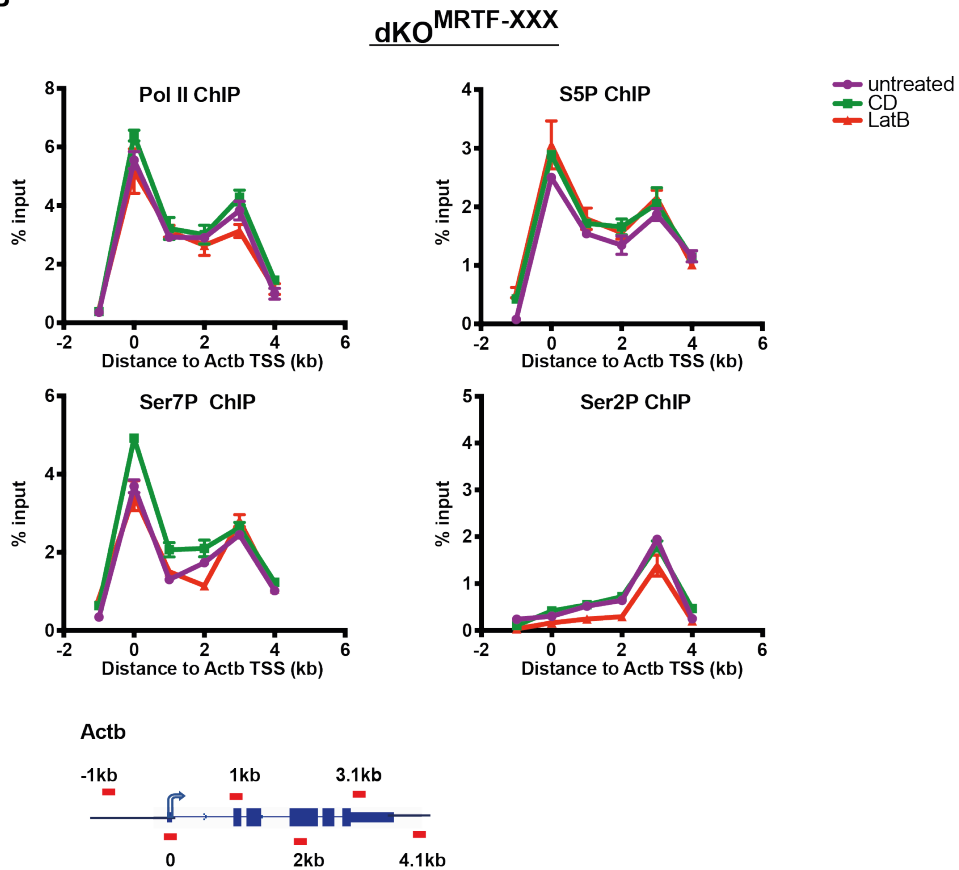 dKO^MRTF-XXX
Pol II ChIP
8
6
4
2
0
% input
-2 0 2 4 6
Distance to Actb TSS (kb)
S5P ChIP
4
3
2
1
0
% input
-2 0 2 4 6
Distance to Actb TSS (kb)
untreated
CD
LatB
Ser7P ChIP
6
4
2
0
% input
-2 0 2 4 6
Distance to Actb TSS (kb)
Ser2P ChIP
5
4
3
2
1
0
% input
-2 0 2 4 6
Distance to Actb TSS (kb)
Actb
-1kb 1kb 3.1kb
0 2kb 4.1kb